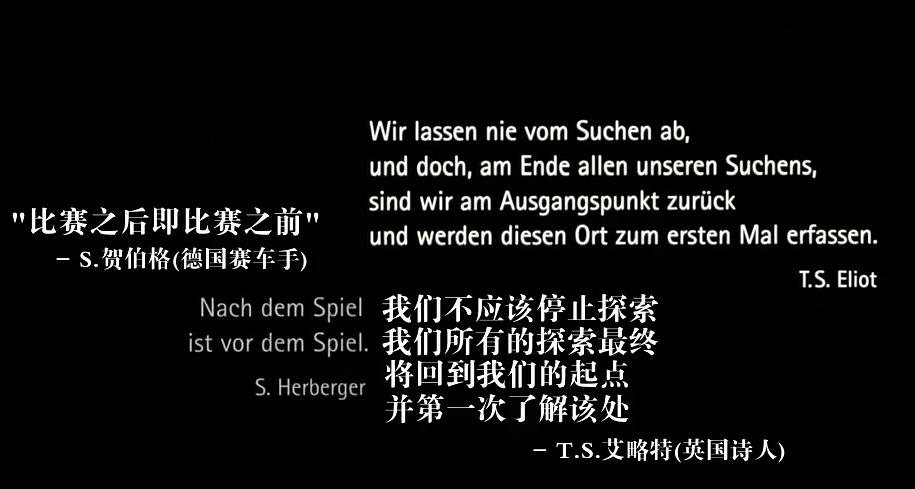 Wir lassen nie vom Suchen ab,
und doch, am Ende allen unseren Suchens,
sind wir am Ausgangspunkt zurück
und werden diesen Ort zum ersten Mal erfassen.
T.S. Eliot
"比赛之后即比赛之前"
– S.贺伯格(德国赛车手)
Nach dem Spiel
ist vor dem Spiel.
S. Herberger
我们不应该停止探索
我们所有的探索最终
将回到我们的起点
并第一次了解该处
– T.S.艾略特(英国诗人)